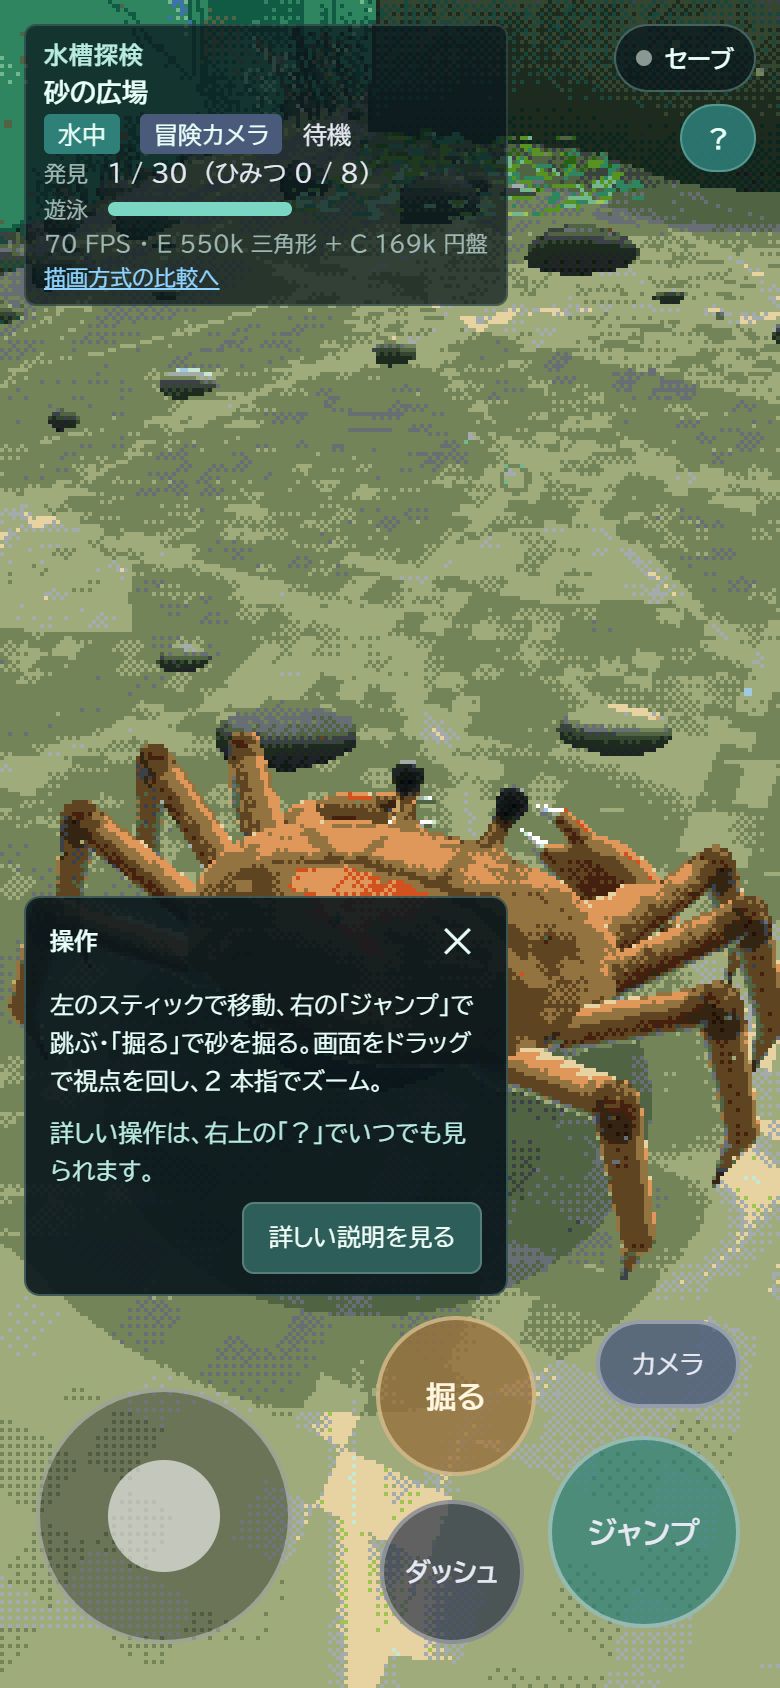 水槽探検
砂の広場
セーブ
水中 冒険カメラ 待機
?
発見 1 / 30（ひみつ 0 / 8）
遊泳
70 FPS・E 550k 三角形 + C 169k 円盤
描画方式の比較へ
操作
左のスティックで移動、右の「ジャンプ」で
跳ぶ・「掘る」で砂を掘る。画面をドラッグ
で視点を回し、2 本指でズーム。
詳しい操作は、右上の「？」でいつでも見
られます。
詳しい説明を見る
カメラ
掘る
ジャンプ
ダッシュ